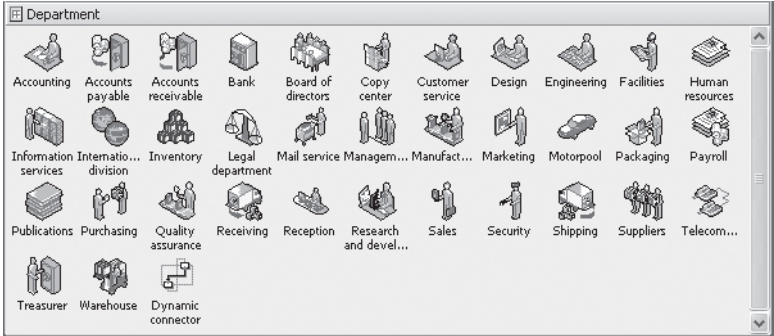 Department
Accounting Accounts Accounts Bank Board of Copy Customer Design Engineering Facilities Human
payable receivable directors center service resources
Information Internatio... Inventory Legal Mail service Managem... Manufact... Marketing Motorpool Packaging Payroll
services division department
Publications Purchasing Quality Receiving Reception Research Sales Security Shipping Suppliers Telecom...
assurance and devel...
Treasurer Warehouse Dynamic
connector